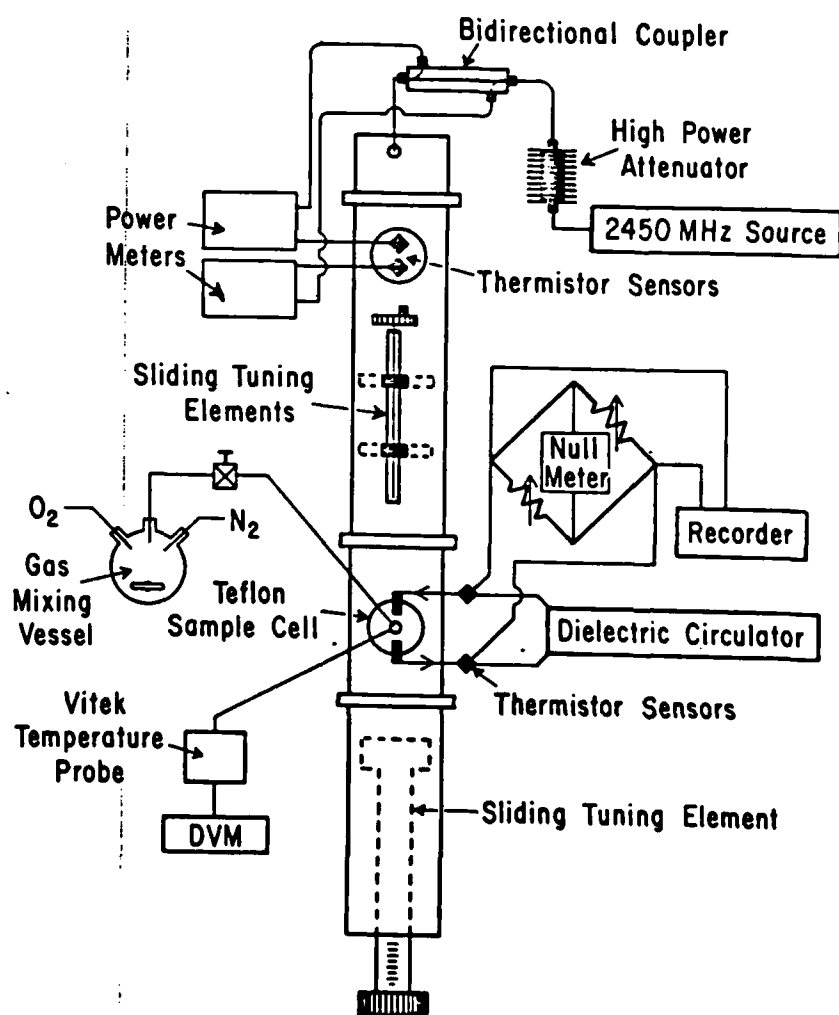 Bidirectional Coupler
High Power
Attenuator
2450 MHz Source
Power
Meters
Thermistor Sensors
Sliding Tuning
Elements
Null
Meter
Recorder
O2
N2
Gas
Mixing
Vessel
Teflon
Sample Cell
Dielectric Circulator
Thermistor Sensors
Vitek
Temperature
Probe
DVM
Sliding Tuning Element